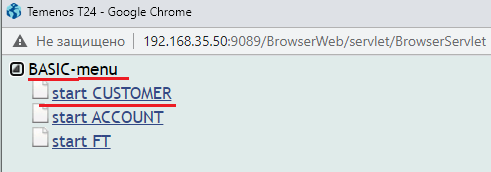 Temenos T24 - Google Chrome
Не защищено 192.168.35.50:9089/BrowserWeb/servlet/BrowserServlet
BASIC-menu
start CUSTOMER
start ACCOUNT
start FT